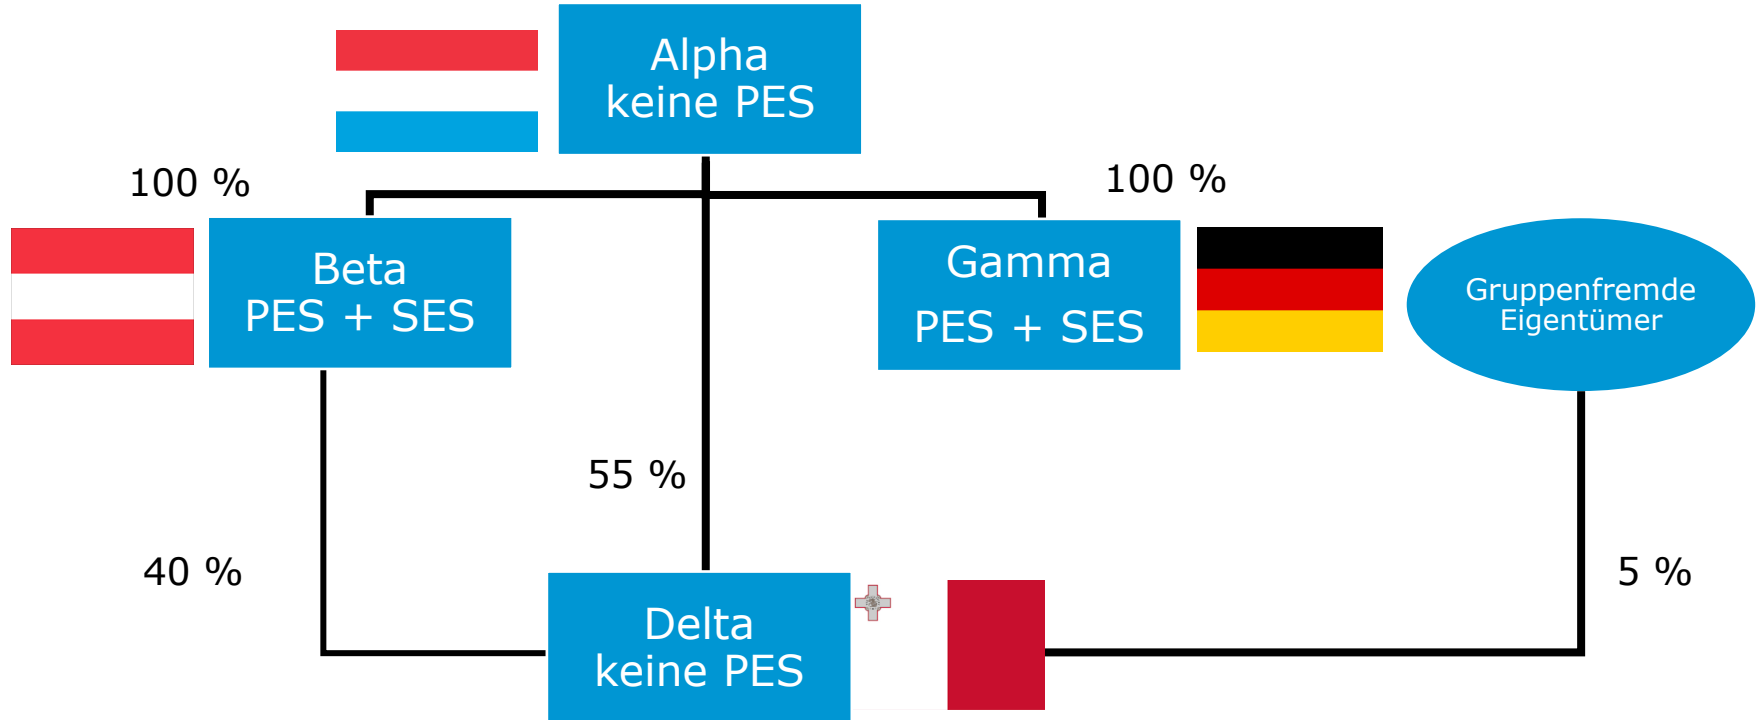 Alpha
keine PES
100 %
100 %
Beta
PES + SES
Gamma
PES + SES
Gruppenfremde
Eigentümer
55 %
40 %
5 %
Delta
keine PES